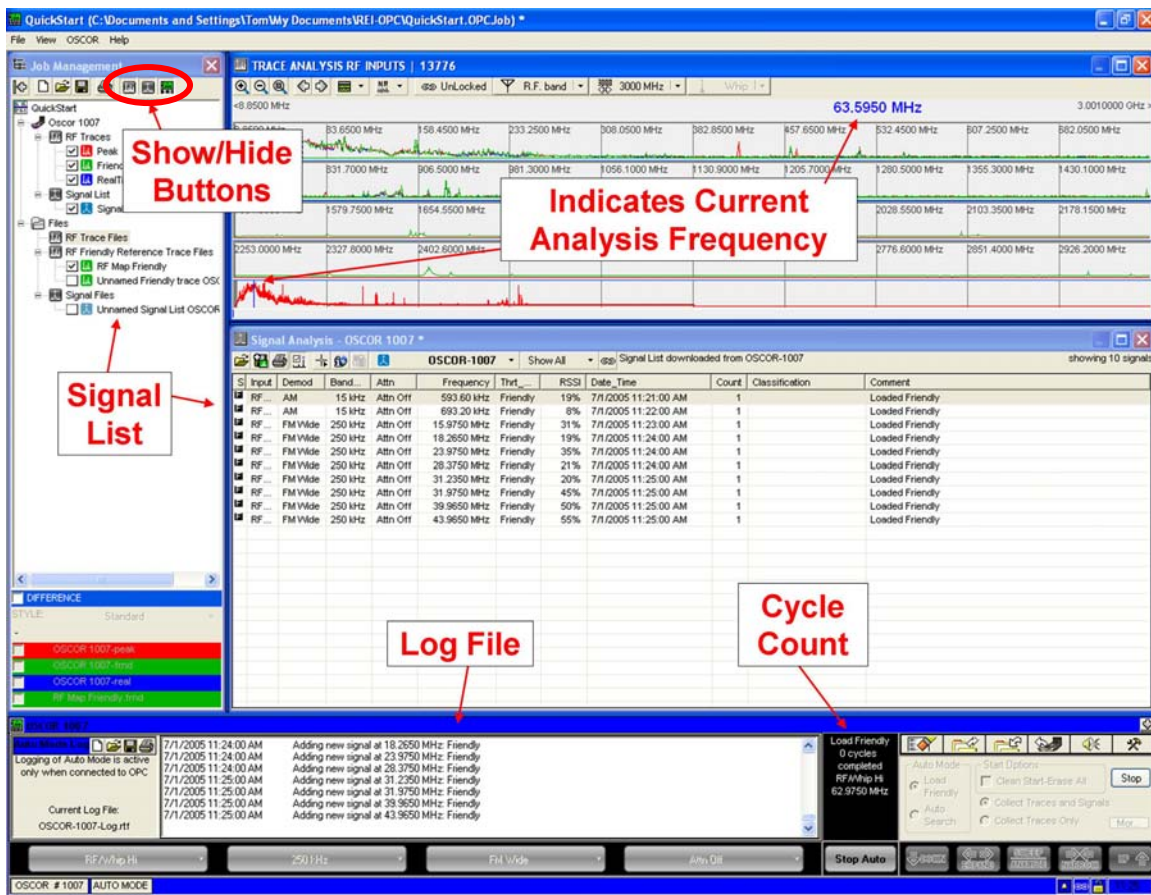 QuickStart (C:\Documents and Settings\Tom\My Documents\REI-OPC\QuickStart.OPCJob) *
File View OSCOR Help
Job Management
QuickStart
Oscor 1007
RF Traces
Peak
Friend
RealTi
Signal List
Signal
Files
RF Trace Files
RF Friendly Reference Trace Files
RF Map Friendly
Unnamed Friendly trace OSC
Signal Files
Unnamed Signal List OSCOR
Show/Hide
Buttons
Signal
List
DIFFERENCE
STYLE: Standard
-
OSCOR 1007-peak
OSCOR 1007-frnd
OSCOR 1007-real
RF Map Friendly.frnd
TRACE ANALYSIS RF INPUTS | 13776
UnLocked R.F. band 3000 MHz Whip 1
<8.8500 MHz 63.5950 MHz 3.0010000 GHz >
8.8500 MHz 83.6500 MHz 158.4500 MHz 233.2500 MHz 308.0500 MHz 382.8500 MHz 457.6500 MHz 532.4500 MHz 607.2500 MHz 682.0500 MHz
831.7000 MHz 906.5000 MHz 981.3000 MHz 1056.1000 MHz 1130.9000 MHz 1205.7000 MHz 1280.5000 MHz 1355.3000 MHz 1430.1000 MHz
1579.7500 MHz 1654.5500 MHz 2028.5500 MHz 2103.3500 MHz 2178.1500 MHz
2253.0000 MHz 2327.8000 MHz 2402.6000 MHz 2776.6000 MHz 2851.4000 MHz 2926.2000 MHz
Indicates Current
Analysis Frequency
Signal Analysis - OSCOR 1007 *
OSCOR-1007 Show All Signal List downloaded from OSCOR-1007 showing 10 signals
S Input Demod Band... Attn Frequency Thrt_... RSSI Date_Time Count Classification Comment
RF... AM 15 kHz Attn Off 593.60 kHz Friendly 19% 7/1/2005 11:21:00 AM 1 Loaded Friendly
RF... AM 15 kHz Attn Off 693.20 kHz Friendly 8% 7/1/2005 11:22:00 AM 1 Loaded Friendly
RF... FM Wide 250 kHz Attn Off 15.9750 MHz Friendly 31% 7/1/2005 11:23:00 AM 1 Loaded Friendly
RF... FM Wide 250 kHz Attn Off 18.2650 MHz Friendly 19% 7/1/2005 11:24:00 AM 1 Loaded Friendly
RF... FM Wide 250 kHz Attn Off 23.9750 MHz Friendly 35% 7/1/2005 11:24:00 AM 1 Loaded Friendly
RF... FM Wide 250 kHz Attn Off 28.3750 MHz Friendly 21% 7/1/2005 11:24:00 AM 1 Loaded Friendly
RF... FM Wide 250 kHz Attn Off 31.2350 MHz Friendly 20% 7/1/2005 11:25:00 AM 1 Loaded Friendly
RF... FM Wide 250 kHz Attn Off 31.9750 MHz Friendly 45% 7/1/2005 11:25:00 AM 1 Loaded Friendly
RF... FM Wide 250 kHz Attn Off 39.9650 MHz Friendly 50% 7/1/2005 11:25:00 AM 1 Loaded Friendly
RF... FM Wide 250 kHz Attn Off 43.9650 MHz Friendly 55% 7/1/2005 11:25:00 AM 1 Loaded Friendly
Log File
Cycle
Count
OSCOR 1007
Auto Mode Log
Logging of Auto Mode is active
only when connected to OPC
Current Log File:
OSCOR-1007-Log.rtf
7/1/2005 11:24:00 AM Adding new signal at 18.2650 MHz: Friendly
7/1/2005 11:24:00 AM Adding new signal at 23.9750 MHz: Friendly
7/1/2005 11:24:00 AM Adding new signal at 28.3750 MHz: Friendly
7/1/2005 11:25:00 AM Adding new signal at 31.2350 MHz: Friendly
7/1/2005 11:25:00 AM Adding new signal at 31.9750 MHz: Friendly
7/1/2005 11:25:00 AM Adding new signal at 39.9650 MHz: Friendly
7/1/2005 11:25:00 AM Adding new signal at 43.9650 MHz: Friendly
Load Friendly
0 cycles
completed
RF/Whip Hi
62.9750 MHz
Auto Mode
Load
Friendly
Auto
Search
Start Options
Clean Start-Erase All
Collect Traces and Signals
Collect Traces Only
Stop
Mor...
RF/Whip Hi 250 kHz FM Wide Attn Off Stop Auto
OSCOR # 1007 AUTO MODE